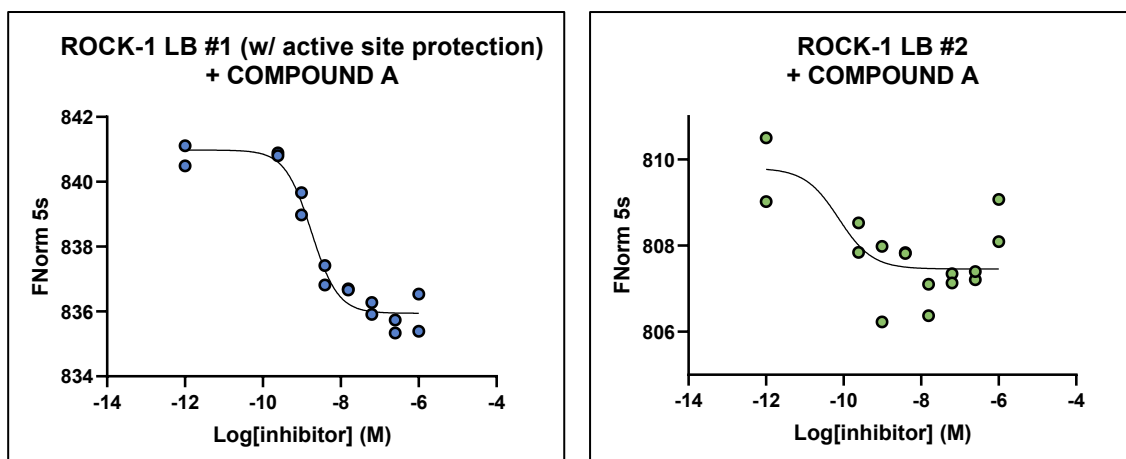 ROCK-1 LB #1 (w/ active site protection)
+ COMPOUND A
842
840
838
836
834
FNorm 5s
-14
-12
-10
-8
-6
-4
Log[inhibitor] (M)
ROCK-1 LB #2
+ COMPOUND A
810
808
806
FNorm 5s
-14
-12
-10
-8
-6
-4
Log[inhibitor] (M)